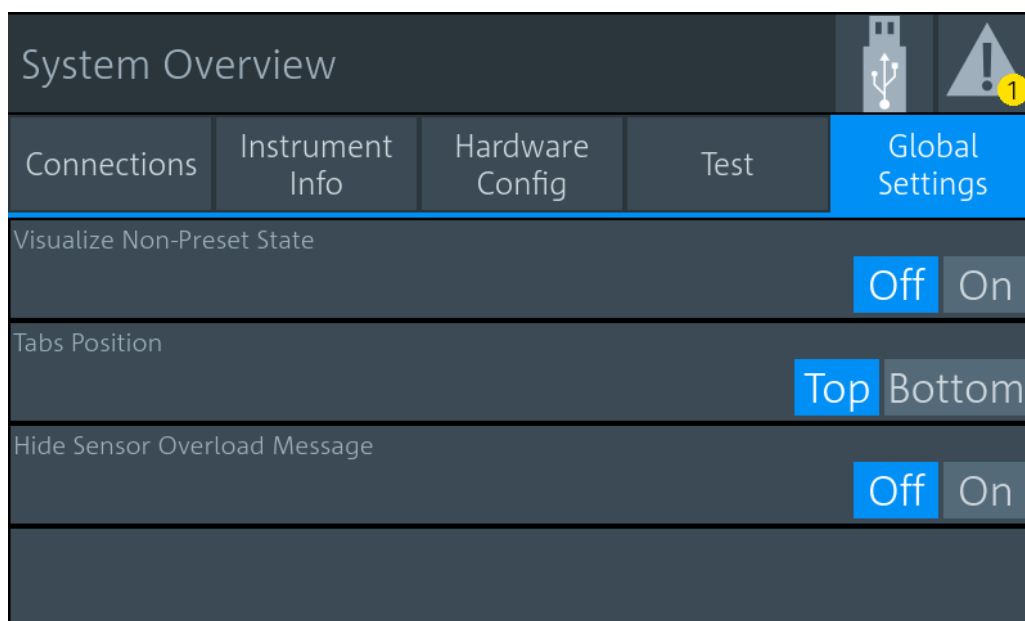 System Overview
1
Connections
Instrument
Info
Hardware
Config
Test
Global
Settings
Visualize Non-Preset State
Off On
Tabs Position
Top Bottom
Hide Sensor Overload Message
Off On